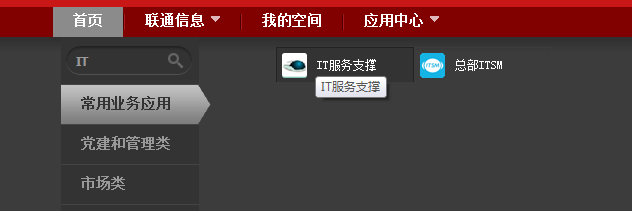 首页 联通信息 我的空间 应用中心
IT
IT服务支撑 ITSM 总部ITSM
IT服务支撑
常用业务应用
党建和管理类
市场类